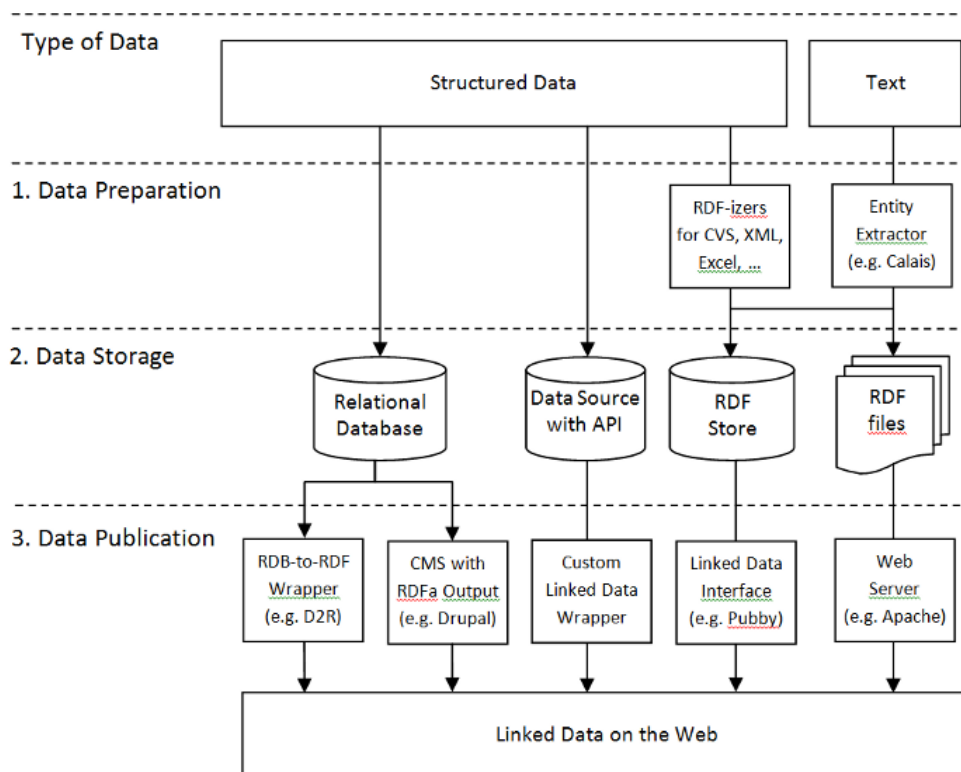 Type of Data
Structured Data
Text
1. Data Preparation
RDF-izers
for CVS, XML,
Excel, ...
Entity
Extractor
(e.g. Calais)
2. Data Storage
Relational
Database
Data Source
with API
RDF
Store
RDF
files
3. Data Publication
RDB-to-RDF
Wrapper
(e.g. D2R)
CMS with
RDFa Output
(e.g. Drupal)
Custom
Linked Data
Wrapper
Linked Data
Interface
(e.g. Pubby)
Web
Server
(e.g. Apache)
Linked Data on the Web